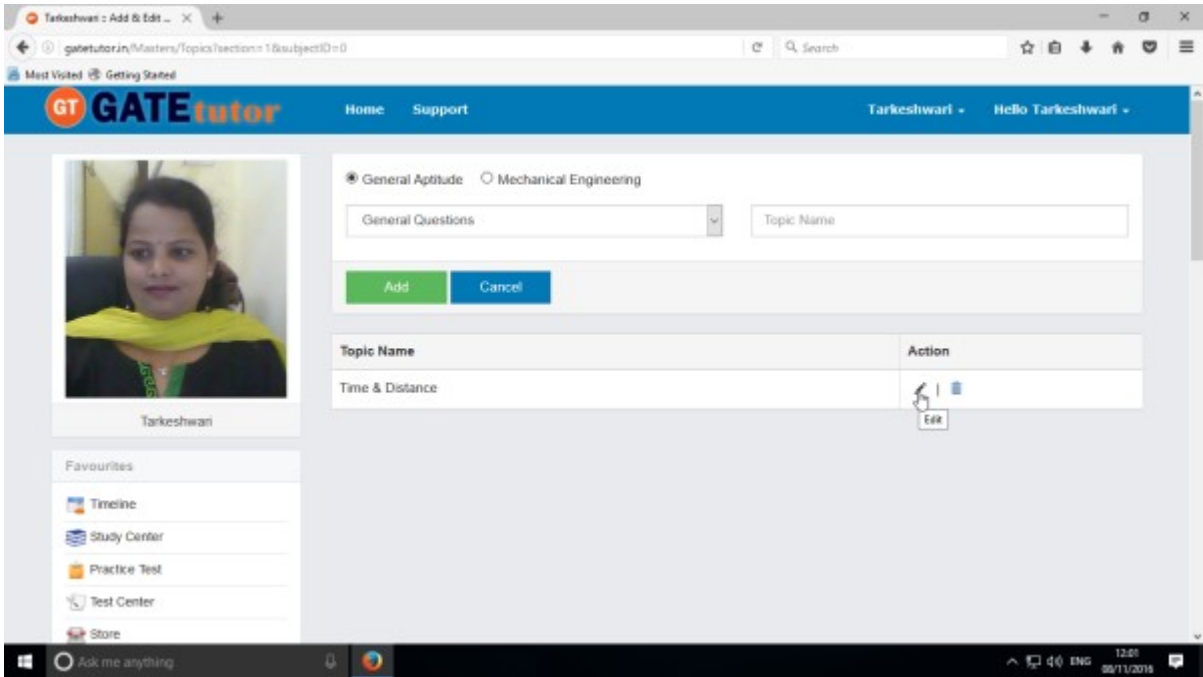 Tarkeshwari :: Add & Edit ...
gatetutor.in/Masters/Topics?section=1&subjectID=0
Search
Most Visited Getting Started
GT GATEtutor Home Support Tarkeshwari Hello Tarkeshwari
General Aptitude Mechanical Engineering
General Questions Topic Name
Add Cancel
Topic Name Action
Time & Distance |
Edit
Tarkeshwari
Favourites
Timeline
Study Center
Practice Test
Test Center
Store
Ask me anything ENG 12:01
08/11/2016